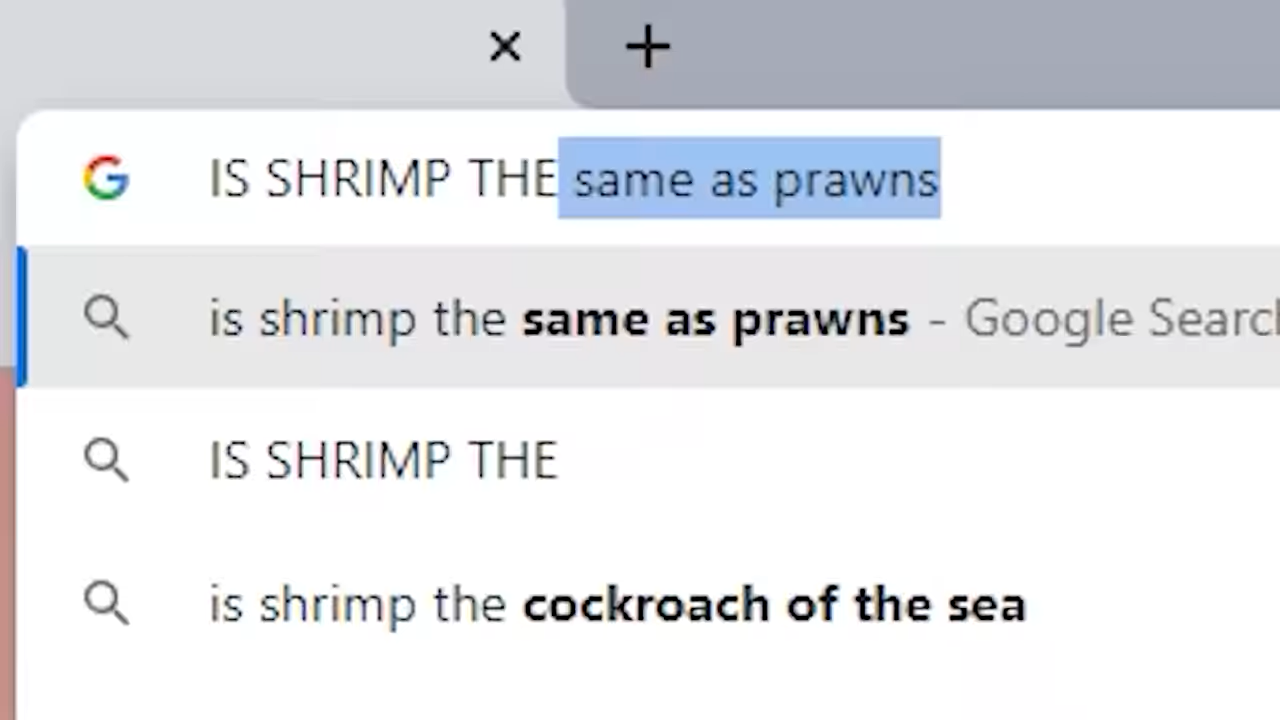 IS SHRIMP THE same as prawns
is shrimp the same as prawns - Google Search
IS SHRIMP THE
is shrimp the cockroach of the sea